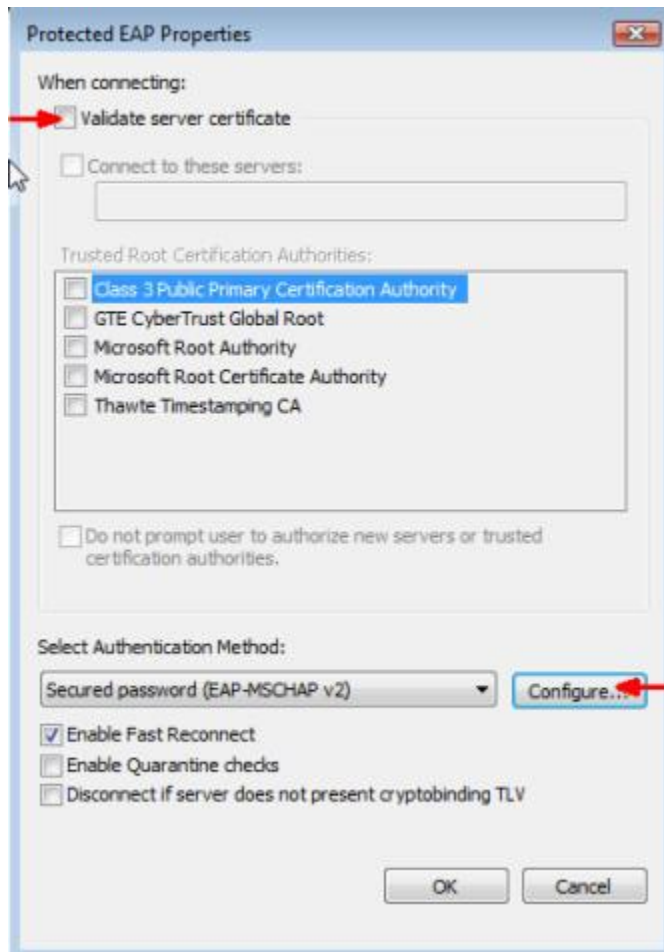 Protected EAP Properties
When connecting:
Validate server certificate
Connect to these servers:
Trusted Root Certification Authorities:
Class 3 Public Primary Certification Authority
GTE CyberTrust Global Root
Microsoft Root Authority
Microsoft Root Certificate Authority
Thawte Timestamping CA
Do not prompt user to authorize new servers or trusted
certification authorities.
Select Authentication Method:
Secured password (EAP-MSCHAP v2) Configure...
Enable Fast Reconnect
Enable Quarantine checks
Disconnect if server does not present cryptobinding TLV
OK Cancel